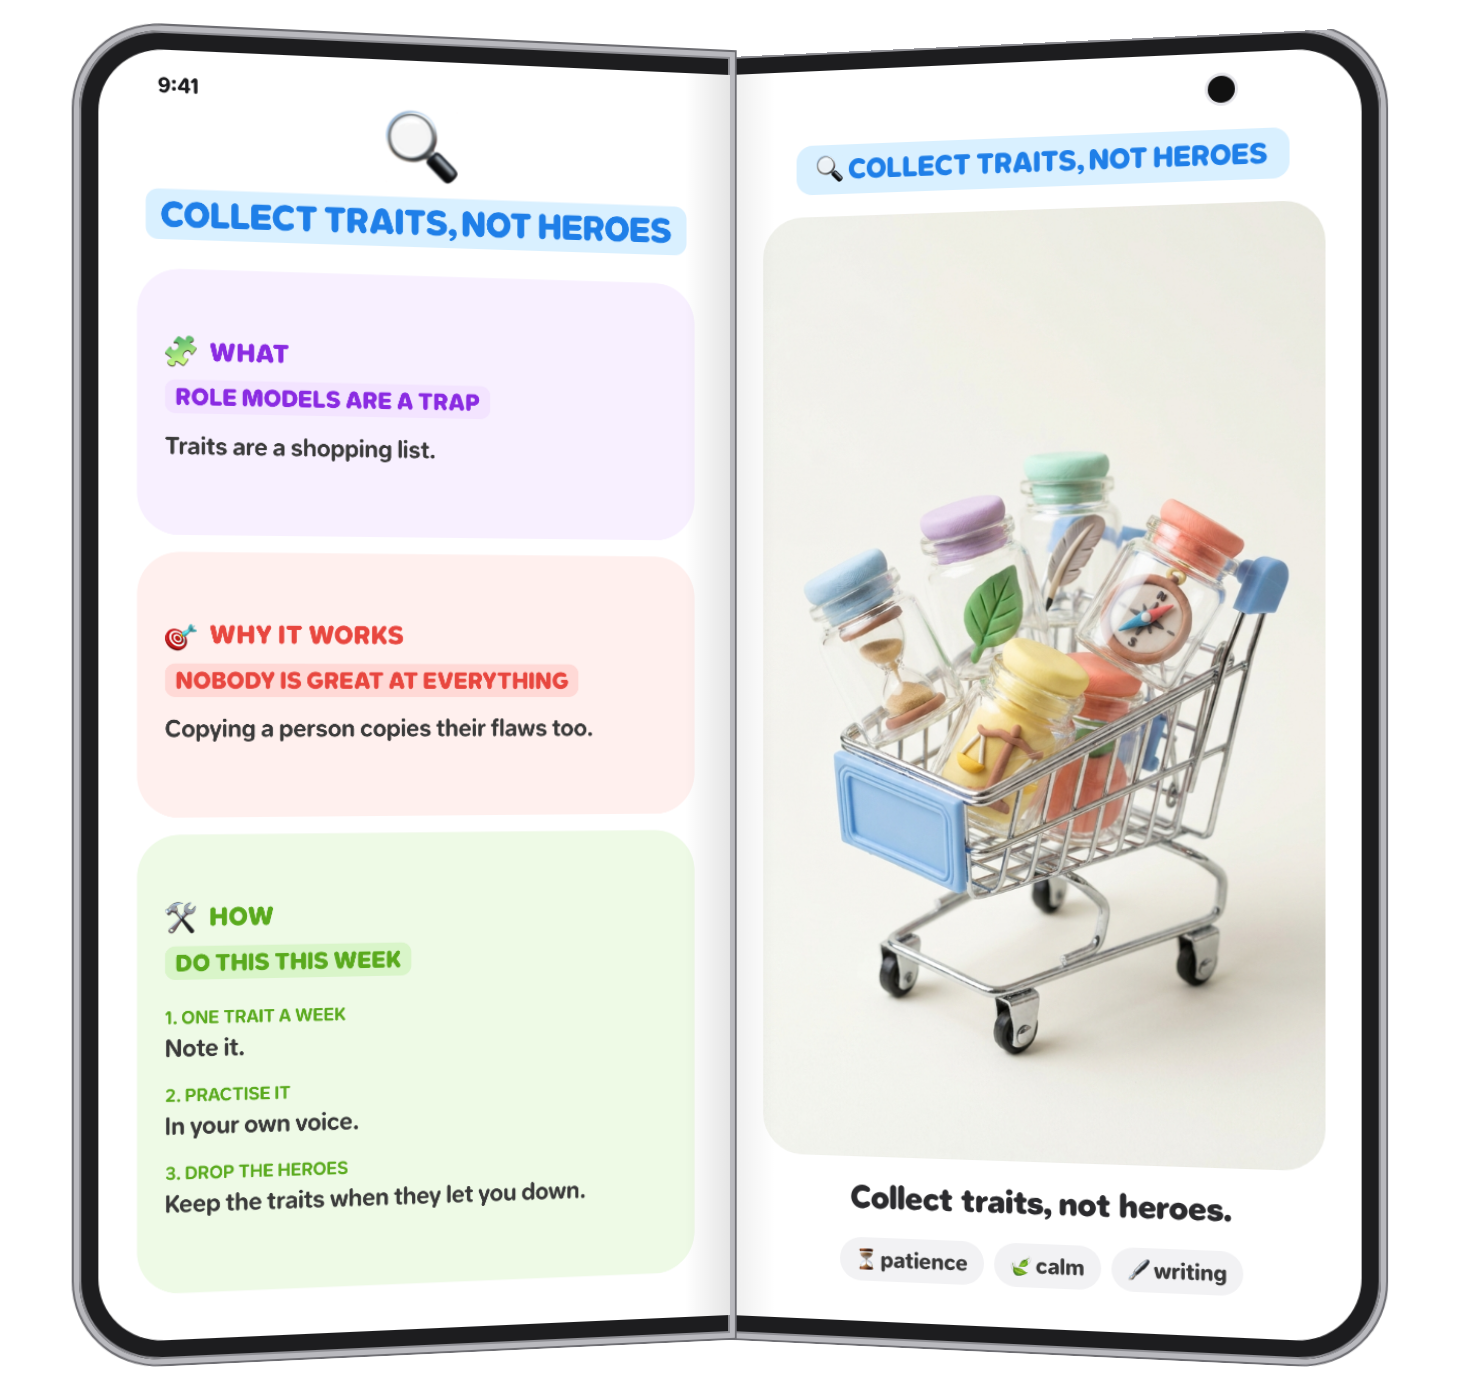 9:41
COLLECT TRAITS, NOT HEROES
WHAT
ROLE MODELS ARE A TRAP
Traits are a shopping list.
WHY IT WORKS
NOBODY IS GREAT AT EVERYTHING
Copying a person copies their flaws too.
HOW
DO THIS THIS WEEK
1. ONE TRAIT A WEEK
Note it.
2. PRACTISE IT
In your own voice.
3. DROP THE HEROES
Keep the traits when they let you down.
COLLECT TRAITS, NOT HEROES
N
S
Collect traits, not heroes.
patience
calm
writing